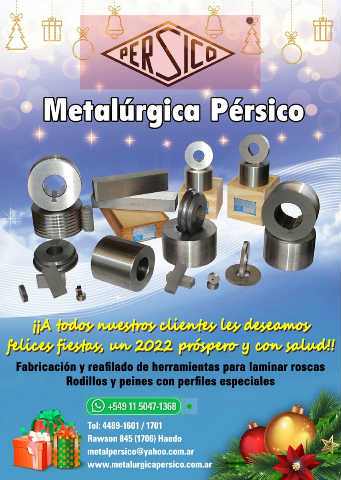 PERSICO
Metalúrgica Pérsico
¡¡A todos nuestros clientes les deseamos
felices fiestas, un 2022 próspero y con salud!!
Fabricación y reafilado de herramientas para laminar roscas
Rodillos y peines con perfiles especiales
+549 11 5047-1368
Tel: 4489-1601 / 1701
Rawson 845 (1706) Haedo
metalpersico@yahoo.com.ar
www.metalurgicapersico.com.ar